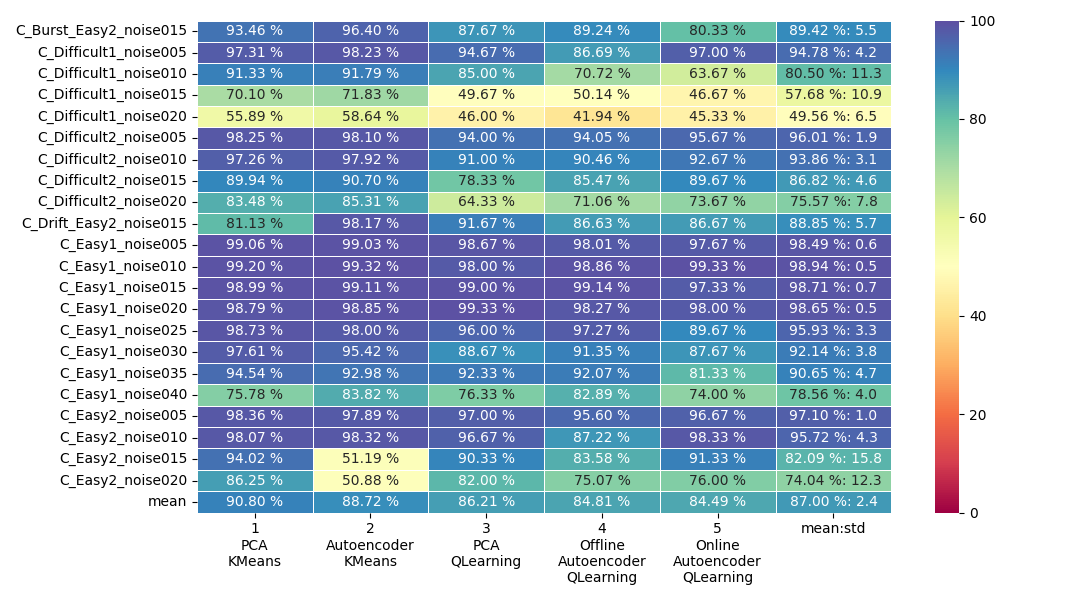 C_Burst_Easy2_noise015 93.46 % 96.40 % 87.67 % 89.24 % 80.33 % 89.42 %: 5.5
C_Difficult1_noise005 97.31 % 98.23 % 94.67 % 86.69 % 97.00 % 94.78 %: 4.2
C_Difficult1_noise010 91.33 % 91.79 % 85.00 % 70.72 % 63.67 % 80.50 %: 11.3
C_Difficult1_noise015 70.10 % 71.83 % 49.67 % 50.14 % 46.67 % 57.68 %: 10.9
C_Difficult1_noise020 55.89 % 58.64 % 46.00 % 41.94 % 45.33 % 49.56 %: 6.5
C_Difficult2_noise005 98.25 % 98.10 % 94.00 % 94.05 % 95.67 % 96.01 %: 1.9
C_Difficult2_noise010 97.26 % 97.92 % 91.00 % 90.46 % 92.67 % 93.86 %: 3.1
C_Difficult2_noise015 89.94 % 90.70 % 78.33 % 85.47 % 89.67 % 86.82 %: 4.6
C_Difficult2_noise020 83.48 % 85.31 % 64.33 % 71.06 % 73.67 % 75.57 %: 7.8
C_Drift_Easy2_noise015 81.13 % 98.17 % 91.67 % 86.63 % 86.67 % 88.85 %: 5.7
C_Easy1_noise005 99.06 % 99.03 % 98.67 % 98.01 % 97.67 % 98.49 %: 0.6
C_Easy1_noise010 99.20 % 99.32 % 98.00 % 98.86 % 99.33 % 98.94 %: 0.5
C_Easy1_noise015 98.99 % 99.11 % 99.00 % 99.14 % 97.33 % 98.71 %: 0.7
C_Easy1_noise020 98.79 % 98.85 % 99.33 % 98.27 % 98.00 % 98.65 %: 0.5
C_Easy1_noise025 98.73 % 98.00 % 96.00 % 97.27 % 89.67 % 95.93 %: 3.3
C_Easy1_noise030 97.61 % 95.42 % 88.67 % 91.35 % 87.67 % 92.14 %: 3.8
C_Easy1_noise035 94.54 % 92.98 % 92.33 % 92.07 % 81.33 % 90.65 %: 4.7
C_Easy1_noise040 75.78 % 83.82 % 76.33 % 82.89 % 74.00 % 78.56 %: 4.0
C_Easy2_noise005 98.36 % 97.89 % 97.00 % 95.60 % 96.67 % 97.10 %: 1.0
C_Easy2_noise010 98.07 % 98.32 % 96.67 % 87.22 % 98.33 % 95.72 %: 4.3
C_Easy2_noise015 94.02 % 51.19 % 90.33 % 83.58 % 91.33 % 82.09 %: 15.8
C_Easy2_noise020 86.25 % 50.88 % 82.00 % 75.07 % 76.00 % 74.04 %: 12.3
mean 90.80 % 88.72 % 86.21 % 84.81 % 84.49 % 87.00 %: 2.4
1 2 3 4 5 mean:std
PCA Autoencoder PCA Offline Online
KMeans KMeans QLearning Autoencoder Autoencoder
QLearning QLearning
100
80
60
40
20
0